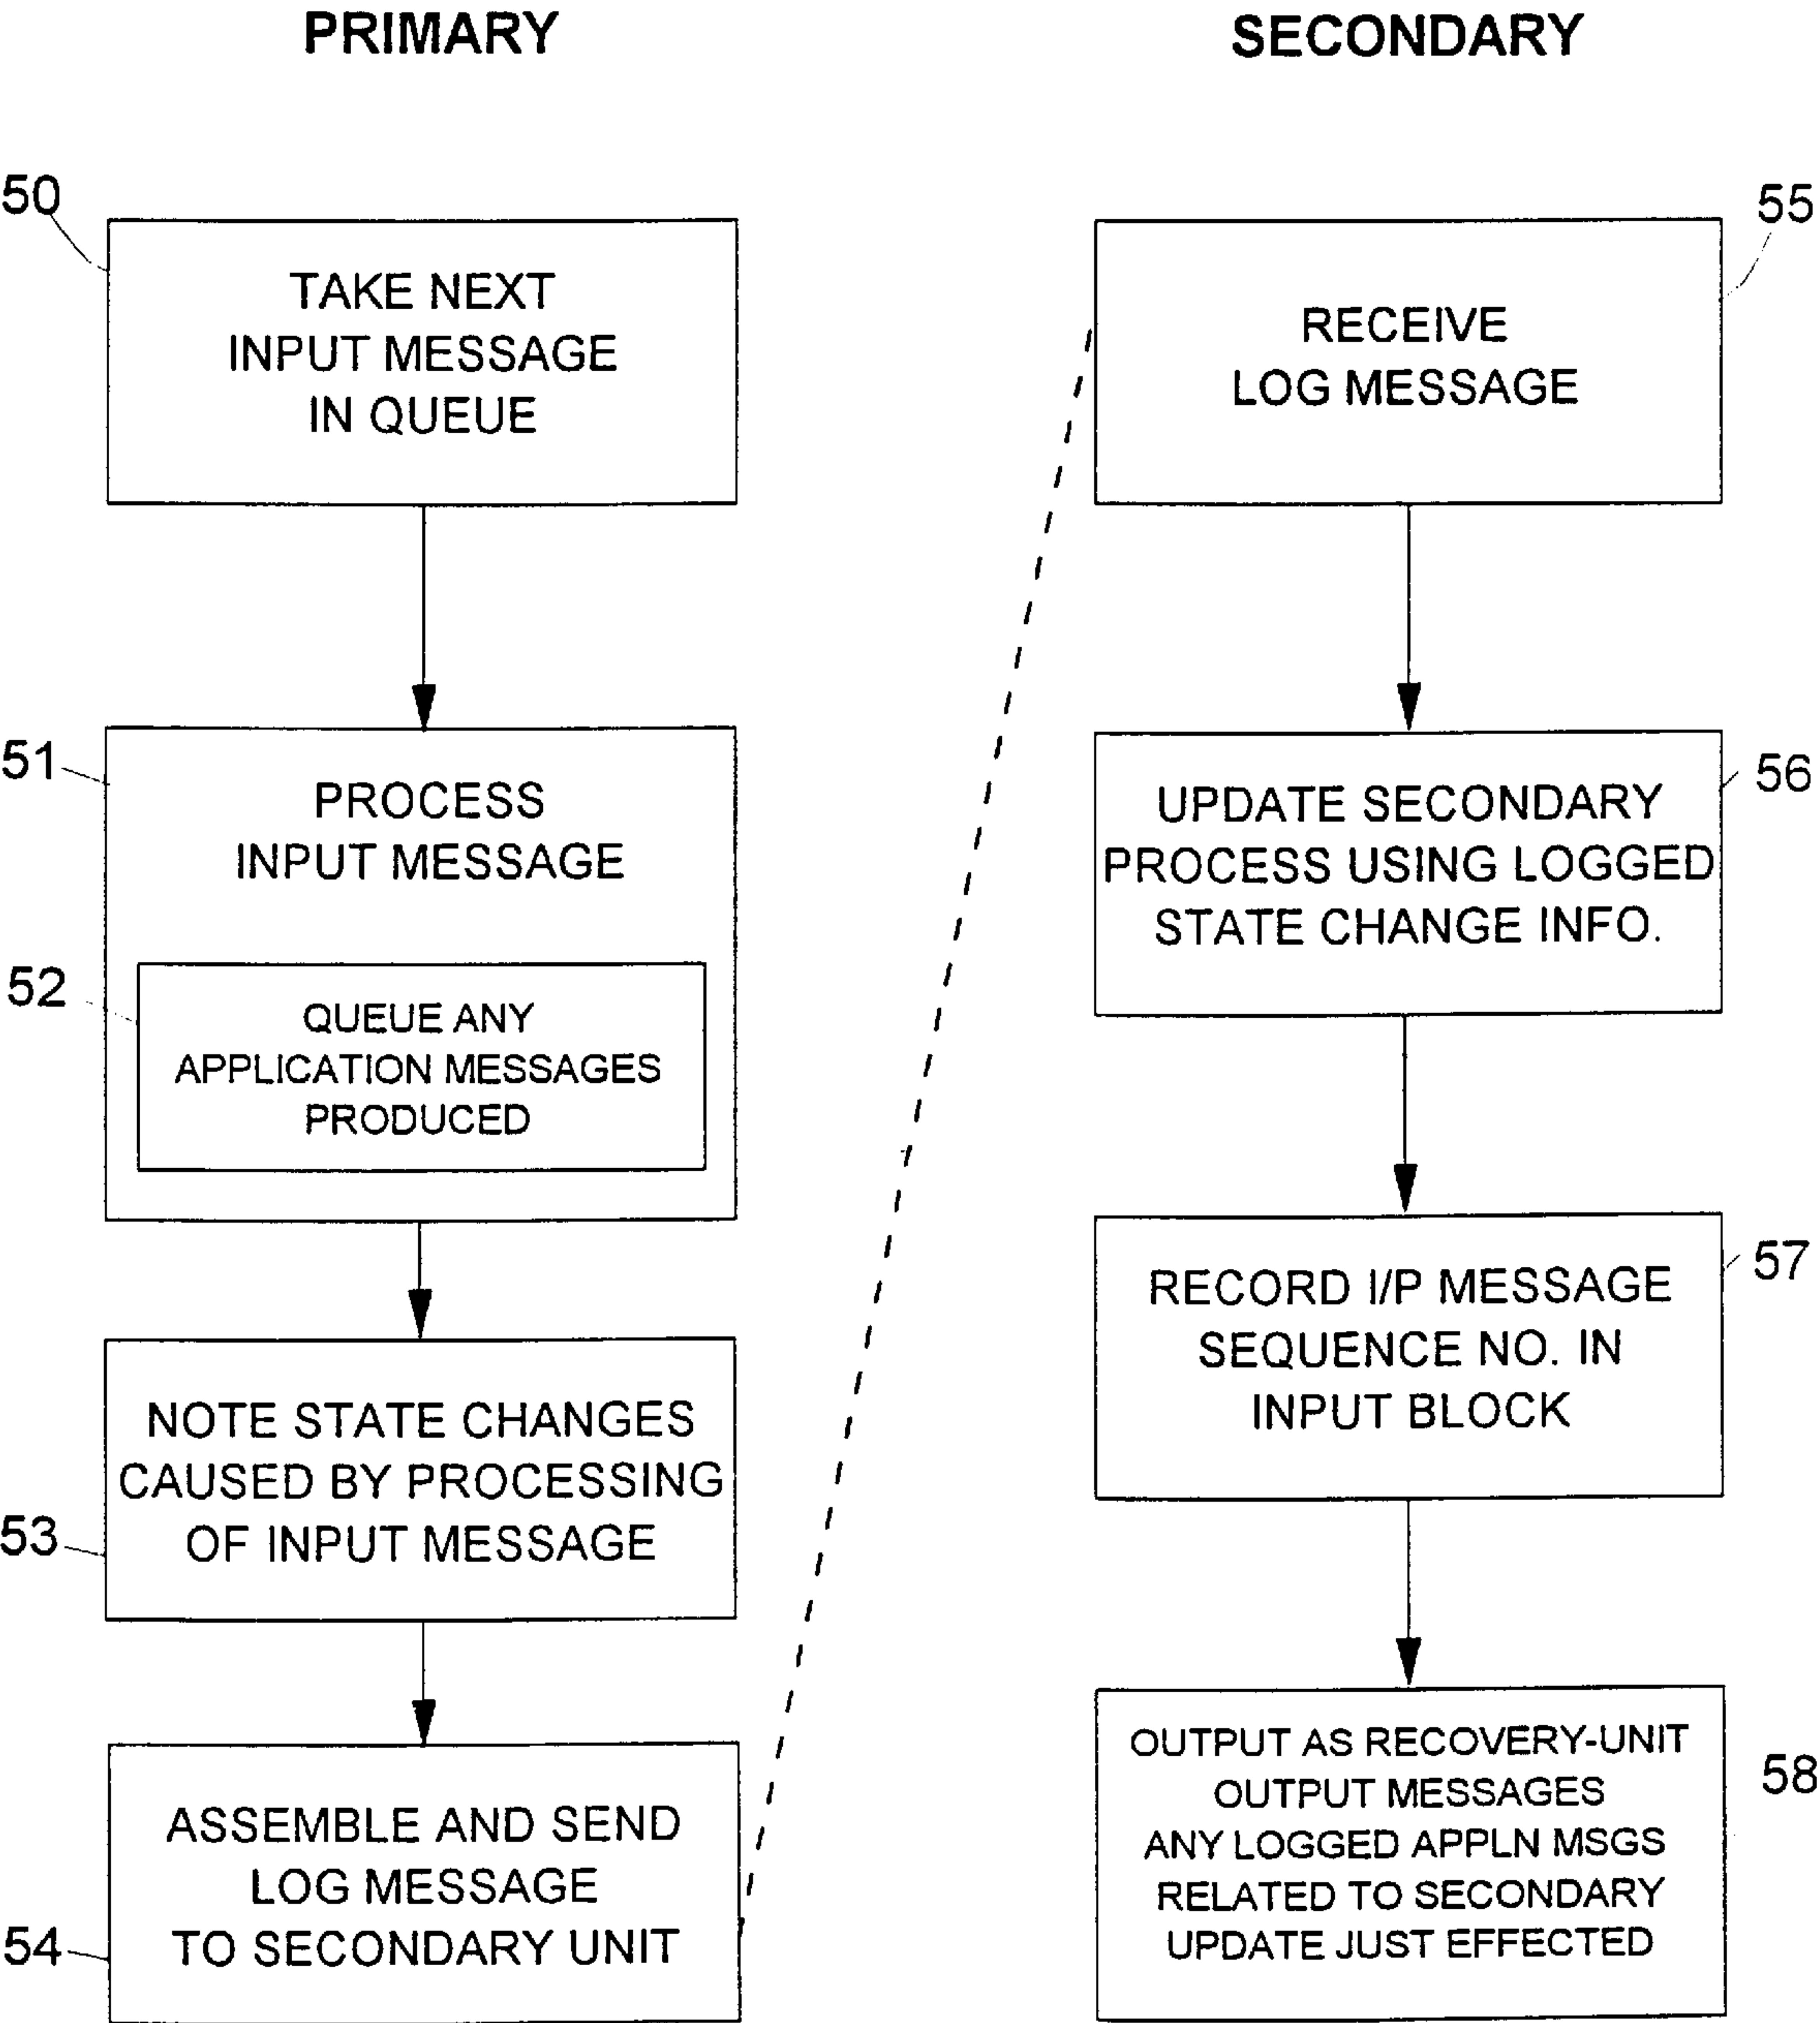 PRIMARY
50
TAKE NEXT
INPUT MESSAGE
IN QUEUE
51
PROCESS
INPUT MESSAGE
52
QUEUE ANY
APPLICATION MESSAGES
PRODUCED
NOTE STATE CHANGES
CAUSED BY PROCESSING
OF INPUT MESSAGE
53
ASSEMBLE AND SEND
LOG MESSAGE
TO SECONDARY UNIT
54
SECONDARY
55
RECEIVE
LOG MESSAGE
56
UPDATE SECONDARY
PROCESS USING LOGGED
STATE CHANGE INFO.
57
RECORD I/P MESSAGE
SEQUENCE NO. IN
INPUT BLOCK
OUTPUT AS RECOVERY-UNIT
OUTPUT MESSAGES
ANY LOGGED APPLN MSGS
RELATED TO SECONDARY
UPDATE JUST EFFECTED
58